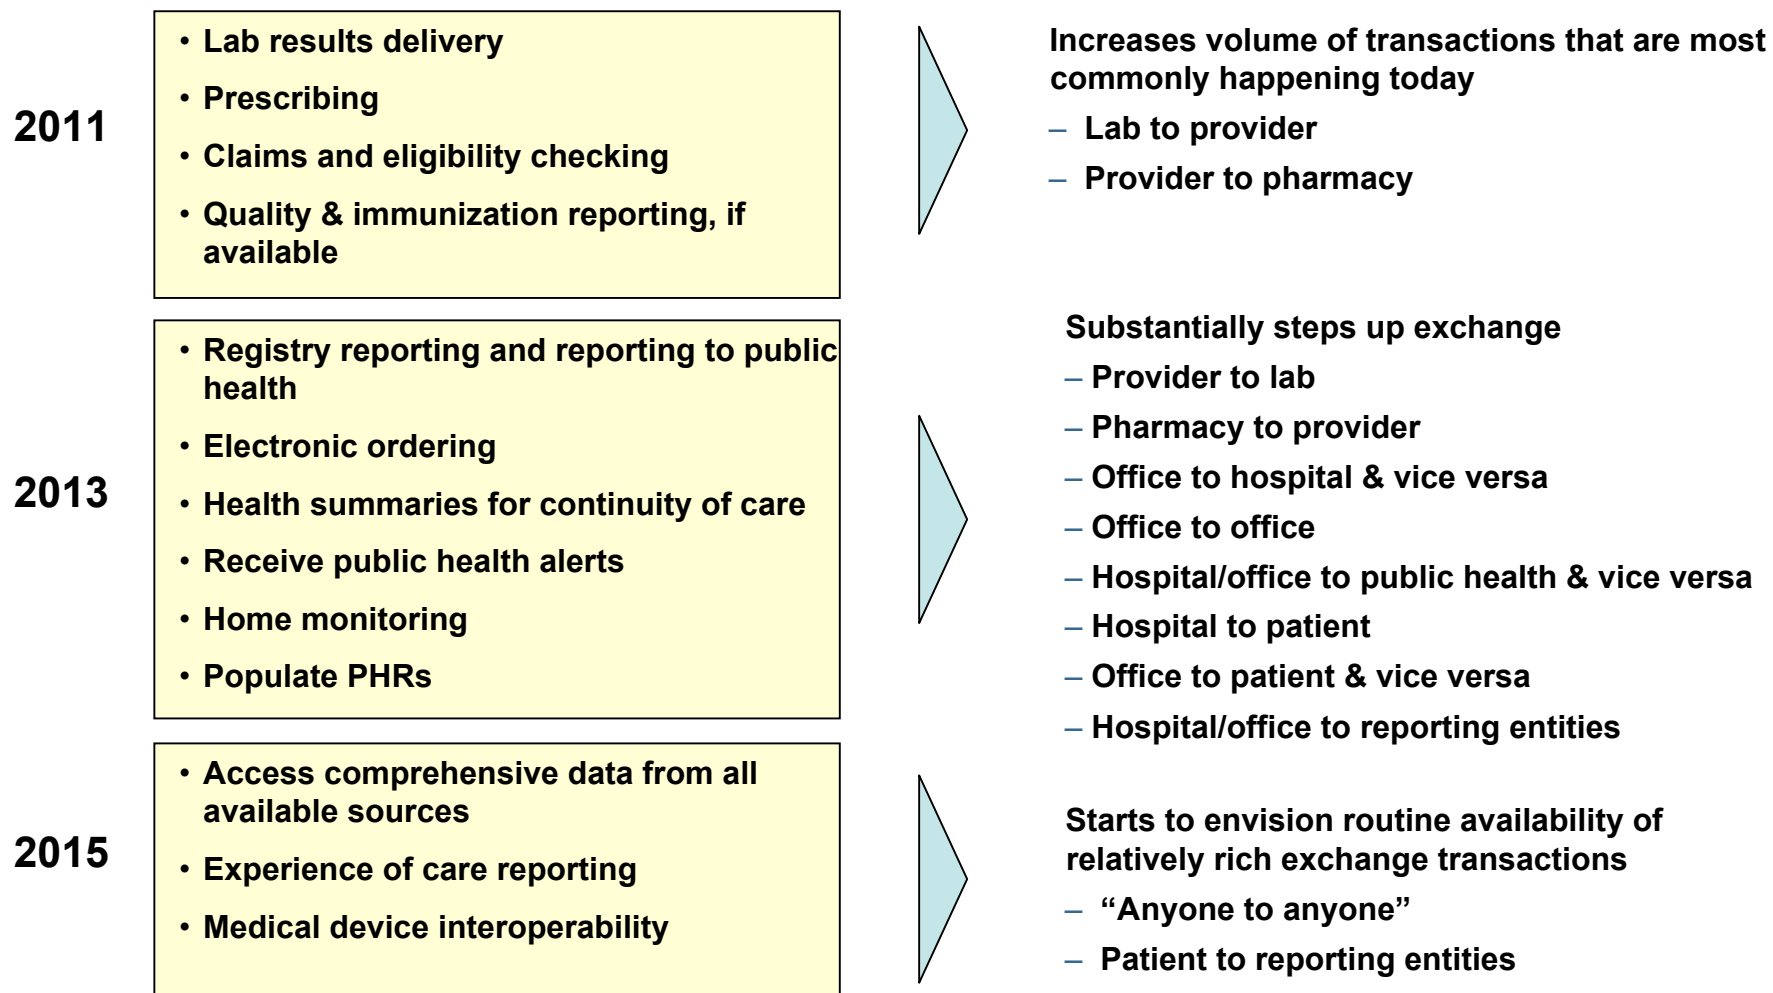 2011
• Lab results delivery
• Prescribing
• Claims and eligibility checking
• Quality & immunization reporting, if
available
Increases volume of transactions that are most
commonly happening today
– Lab to provider
– Provider to pharmacy
2013
• Registry reporting and reporting to public
health
• Electronic ordering
• Health summaries for continuity of care
• Receive public health alerts
• Home monitoring
• Populate PHRs
Substantially steps up exchange
– Provider to lab
– Pharmacy to provider
– Office to hospital & vice versa
– Office to office
– Hospital/office to public health & vice versa
– Hospital to patient
– Office to patient & vice versa
– Hospital/office to reporting entities
2015
• Access comprehensive data from all
available sources
• Experience of care reporting
• Medical device interoperability
Starts to envision routine availability of
relatively rich exchange transactions
– “Anyone to anyone”
– Patient to reporting entities